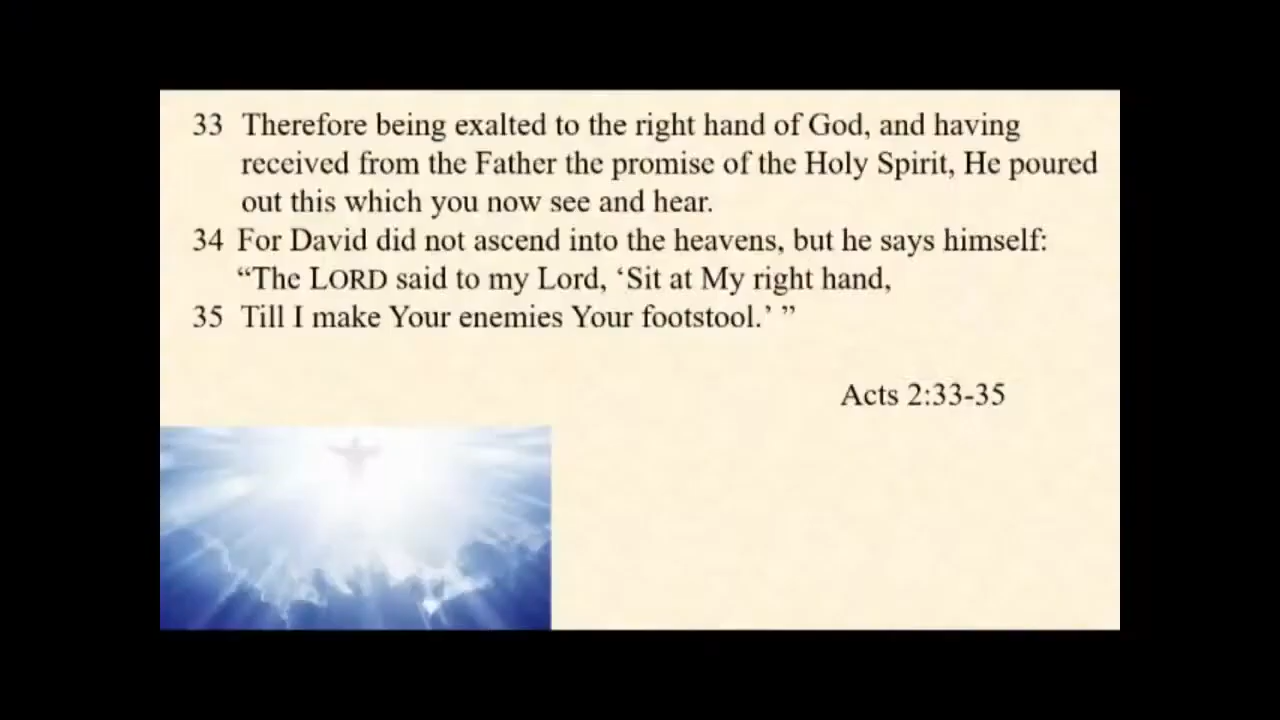 33 Therefore being exalted to the right hand of God, and having
received from the Father the promise of the Holy Spirit, He poured
out this which you now see and hear.
34 For David did not ascend into the heavens, but he says himself:
“The LORD said to my Lord, ‘Sit at My right hand,
35 Till I make Your enemies Your footstool.’ ”
Acts 2:33-35